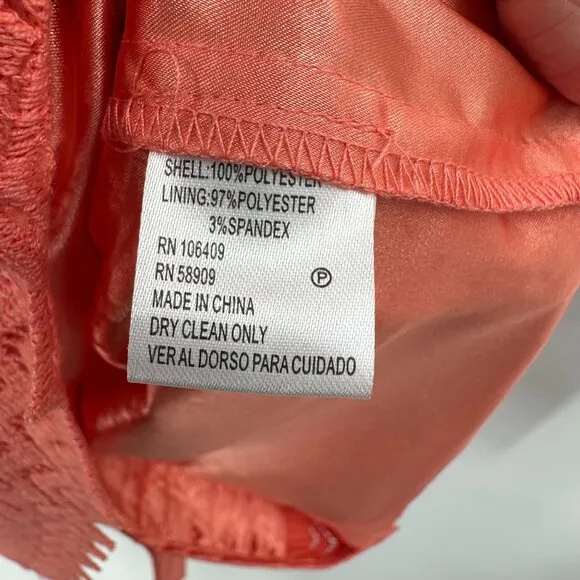 SHELL:100%POLYESTER
LINING:97%POLYESTER
3%SPANDEX
RN 106409
RN 58909
P
MADE IN CHINA
DRY CLEAN ONLY
VER AL DORSO PARA CUIDADO